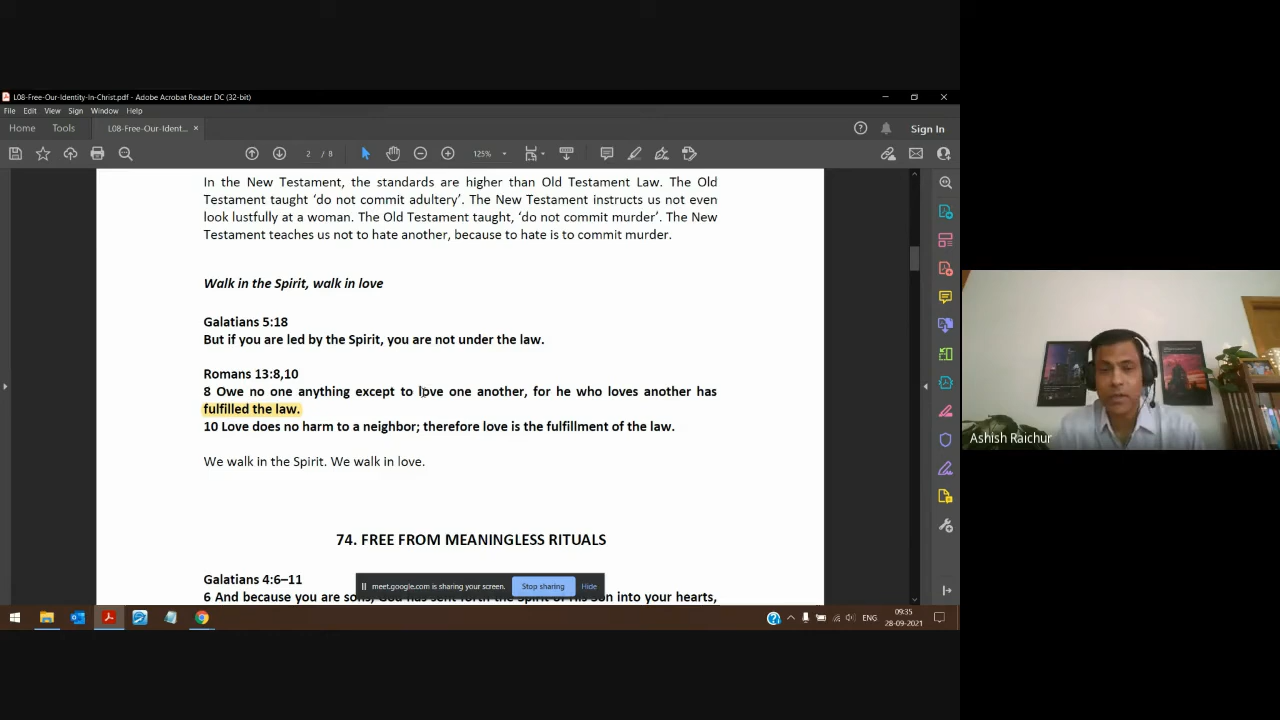 L08-Free-Our-Identity-In-Christ.pdf - Adobe Acrobat Reader DC (32-bit)
File Edit View Sign Window Help
Home Tools L08-Free-Our-Ident... × Sign In
2 / 8 125%
In the New Testament, the standards are higher than Old Testament Law. The Old
Testament taught ‘do not commit adultery’. The New Testament instructs us not even
look lustfully at a woman. The Old Testament taught, ‘do not commit murder’. The New
Testament teaches us not to hate another, because to hate is to commit murder.
Walk in the Spirit, walk in love
Galatians 5:18
But if you are led by the Spirit, you are not under the law.
Romans 13:8,10
8 Owe no one anything except to love one another, for he who loves another has
fulfilled the law.
10 Love does no harm to a neighbor; therefore love is the fulfillment of the law.
We walk in the Spirit. We walk in love.
74. FREE FROM MEANINGLESS RITUALS
Galatians 4:6–11
meet.google.com is sharing your screen. Stop sharing Hide
6 And because you are sons, God has sent forth the Spirit of His Son into your hearts,
Ashish Raichur
ENG
09:35
28-09-2021